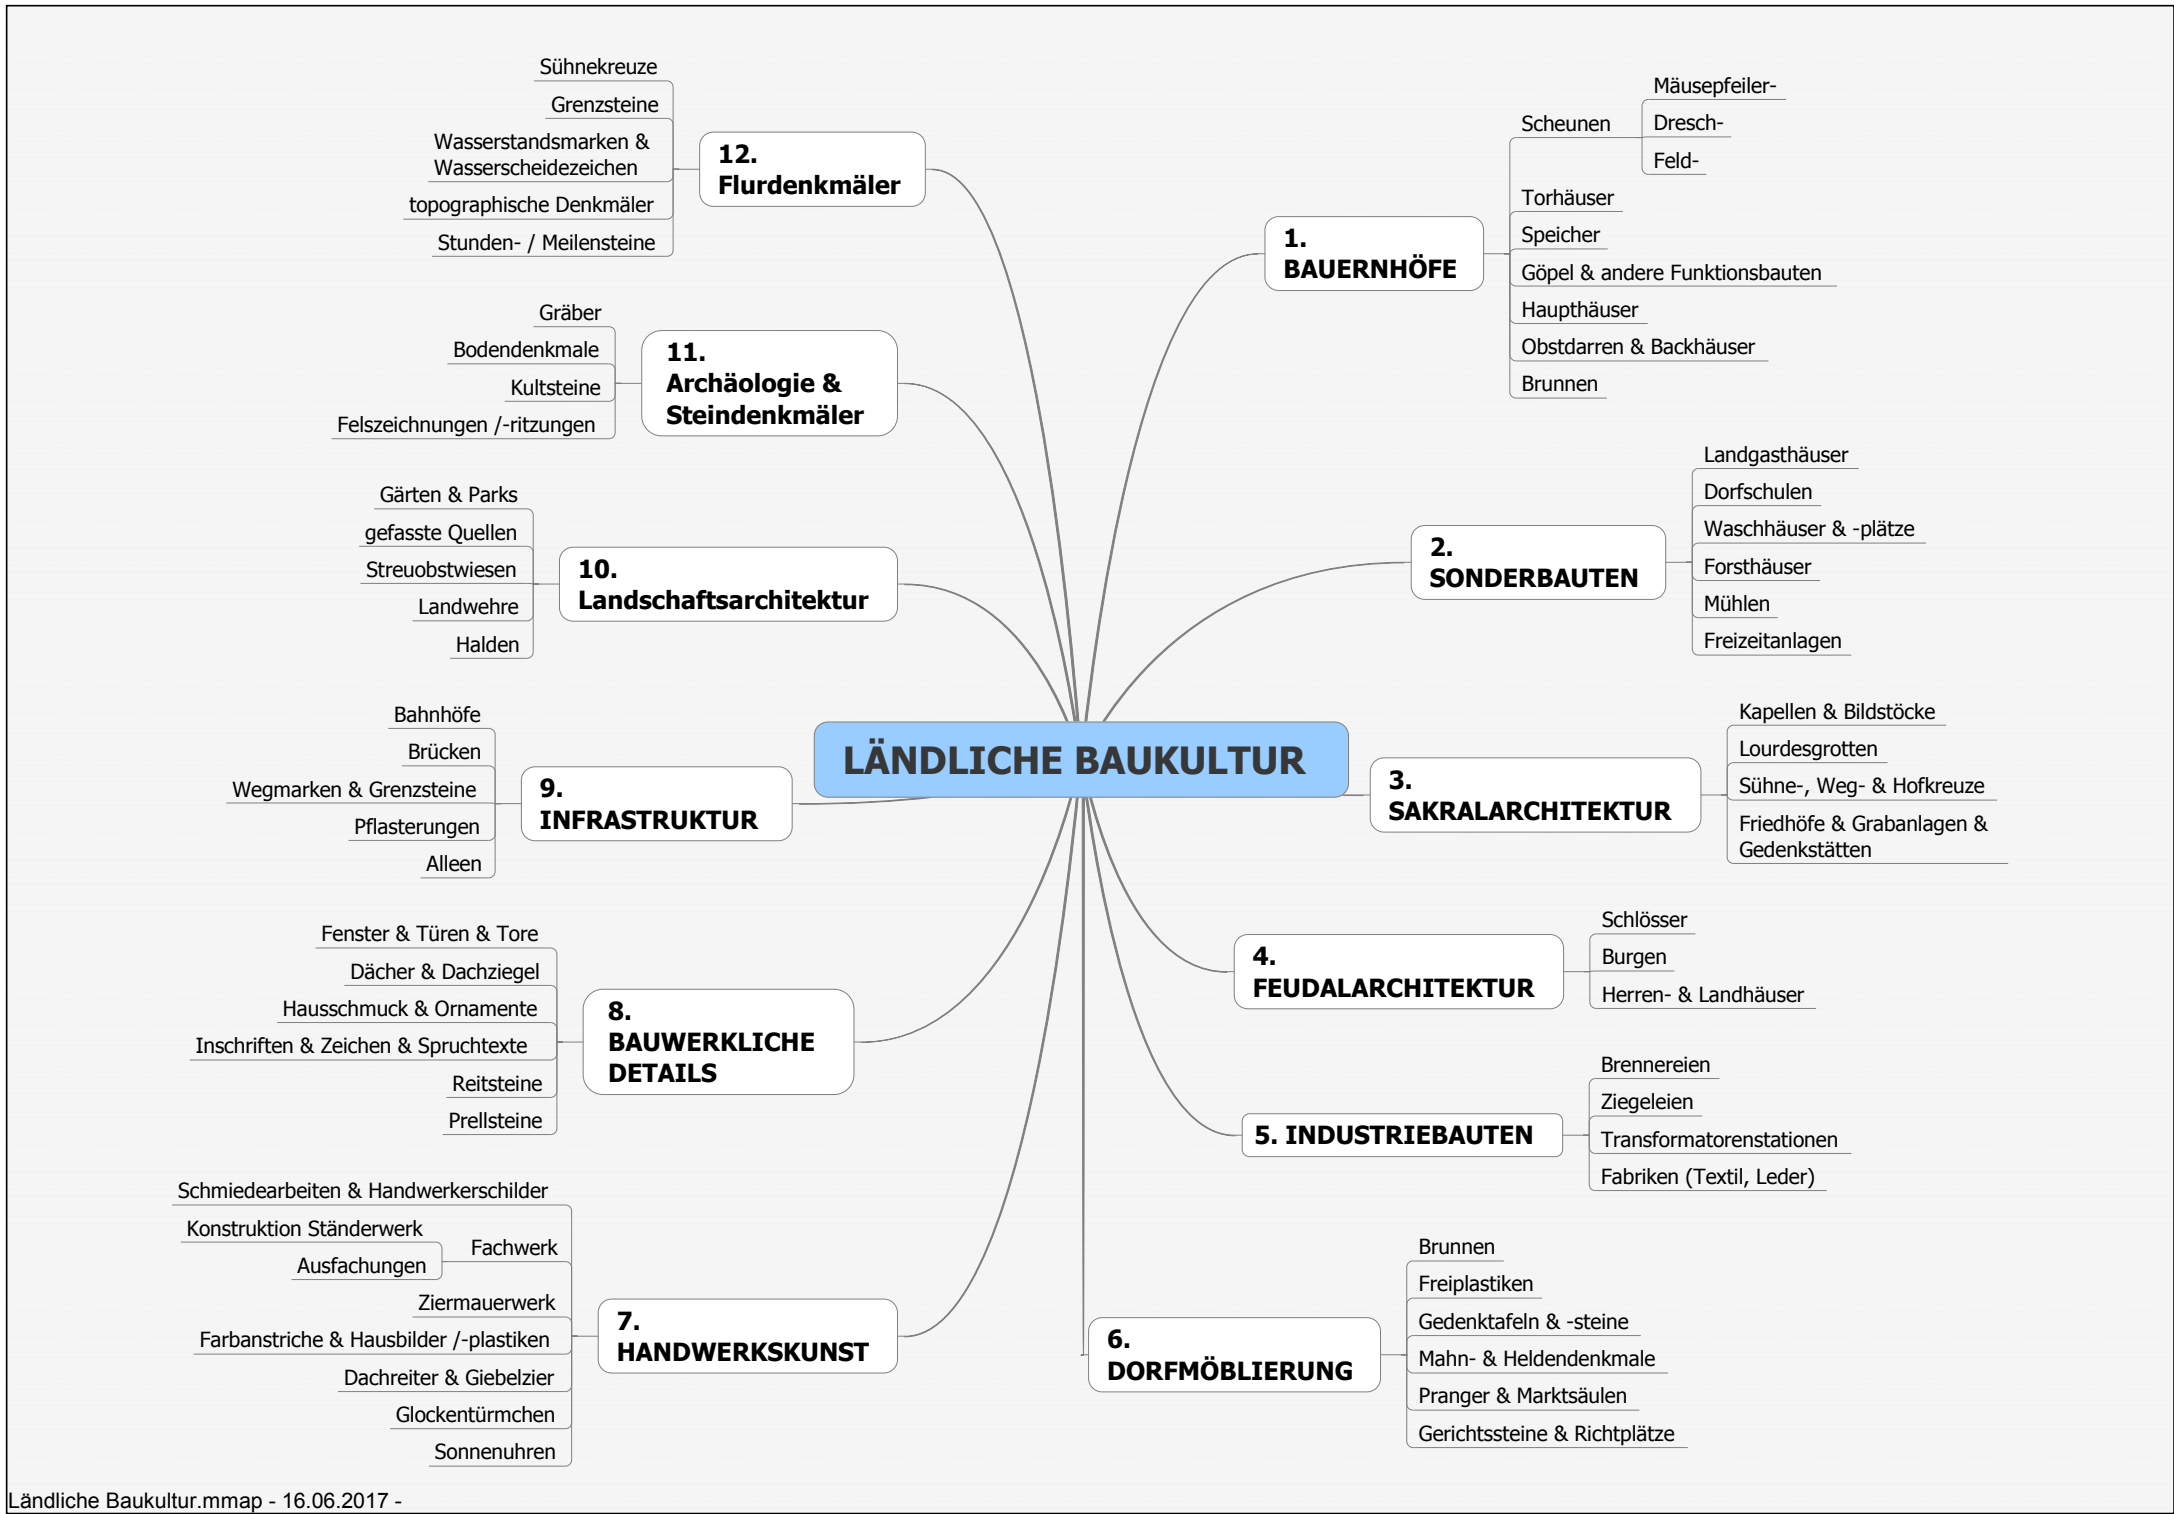 LÄNDLICHE BAUKULTUR
1.
BAUERNHÖFE
Scheunen
Mäusepfeiler-
Dresch-
Feld-
Torhäuser
Speicher
Göpel & andere Funktionsbauten
Haupthäuser
Obstdarren & Backhäuser
Brunnen
2.
SONDERBAUTEN
Landgasthäuser
Dorfschulen
Waschhäuser & -plätze
Forsthäuser
Mühlen
Freizeitanlagen
3.
SAKRALARCHITEKTUR
Kapellen & Bildstöcke
Lourdesgrotten
Sühne-, Weg- & Hofkreuze
Friedhöfe & Grabanlagen &
Gedenkstätten
4.
FEUDALARCHITEKTUR
Schlösser
Burgen
Herren- & Landhäuser
5. INDUSTRIEBAUTEN
Brennereien
Ziegeleien
Transformatorenstationen
Fabriken (Textil, Leder)
6.
DORFMÖBLIERUNG
Brunnen
Freiplastiken
Gedenktafeln & -steine
Mahn- & Heldendenkmale
Pranger & Marktsäulen
Gerichtssteine & Richtplätze
7.
HANDWERKSKUNST
Schmiedearbeiten & Handwerkerschilder
Fachwerk
Konstruktion Ständerwerk
Ausfachungen
Ziermauerwerk
Farbanstriche & Hausbilder /-plastiken
Dachreiter & Giebelzier
Glockentürmchen
Sonnenuhren
8.
BAUWERKLICHE
DETAILS
Fenster & Türen & Tore
Dächer & Dachziegel
Hausschmuck & Ornamente
Inschriften & Zeichen & Spruchtexte
Reitsteine
Prellsteine
9.
INFRASTRUKTUR
Bahnhöfe
Brücken
Wegmarken & Grenzsteine
Pflasterungen
Alleen
10.
Landschaftsarchitektur
Gärten & Parks
gefasste Quellen
Streuobstwiesen
Landwehre
Halden
11.
Archäologie &
Steindenkmäler
Gräber
Bodendenkmale
Kultsteine
Felszeichnungen /-ritzungen
12.
Flurdenkmäler
Sühnekreuze
Grenzsteine
Wasserstandsmarken &
Wasserscheidezeichen
topographische Denkmäler
Stunden- / Meilensteine
Ländliche Baukultur.mmap - 16.06.2017 -